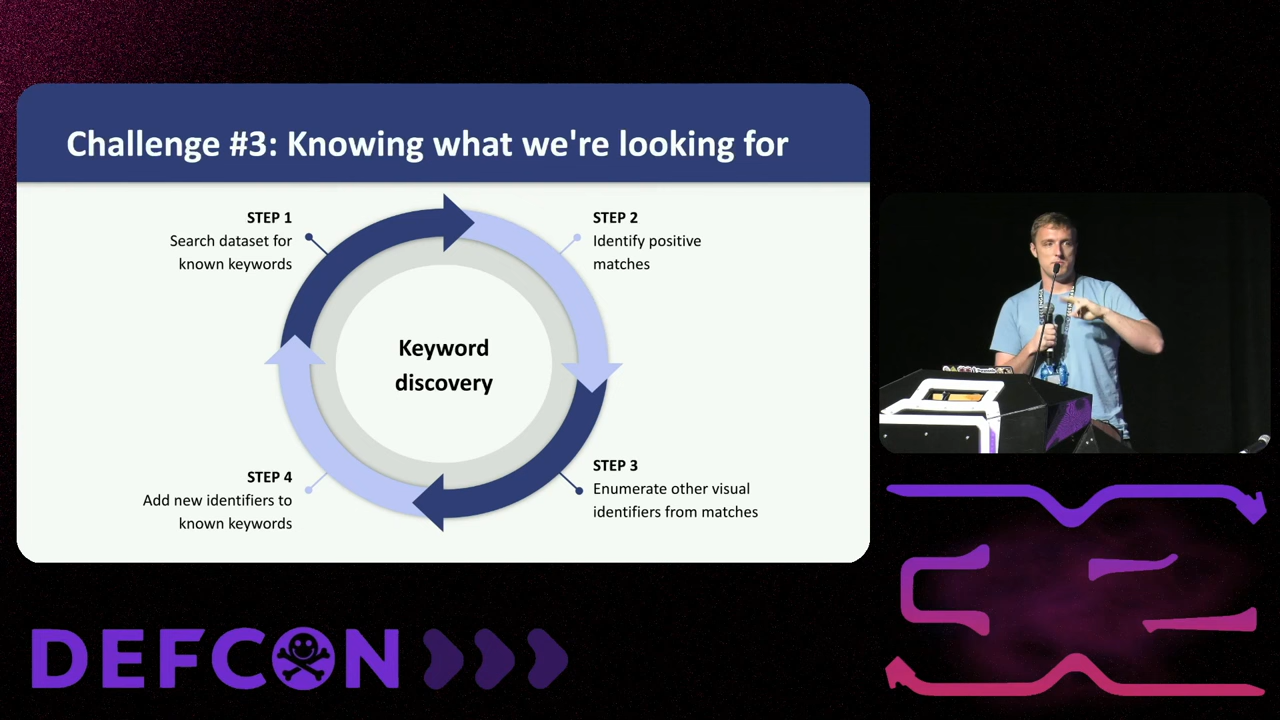 Challenge #3: Knowing what we're looking for
STEP 1
Search dataset for
known keywords
STEP 2
Identify positive
matches
Keyword
discovery
STEP 3
Enumerate other visual
identifiers from matches
STEP 4
Add new identifiers to
known keywords
DEFCON